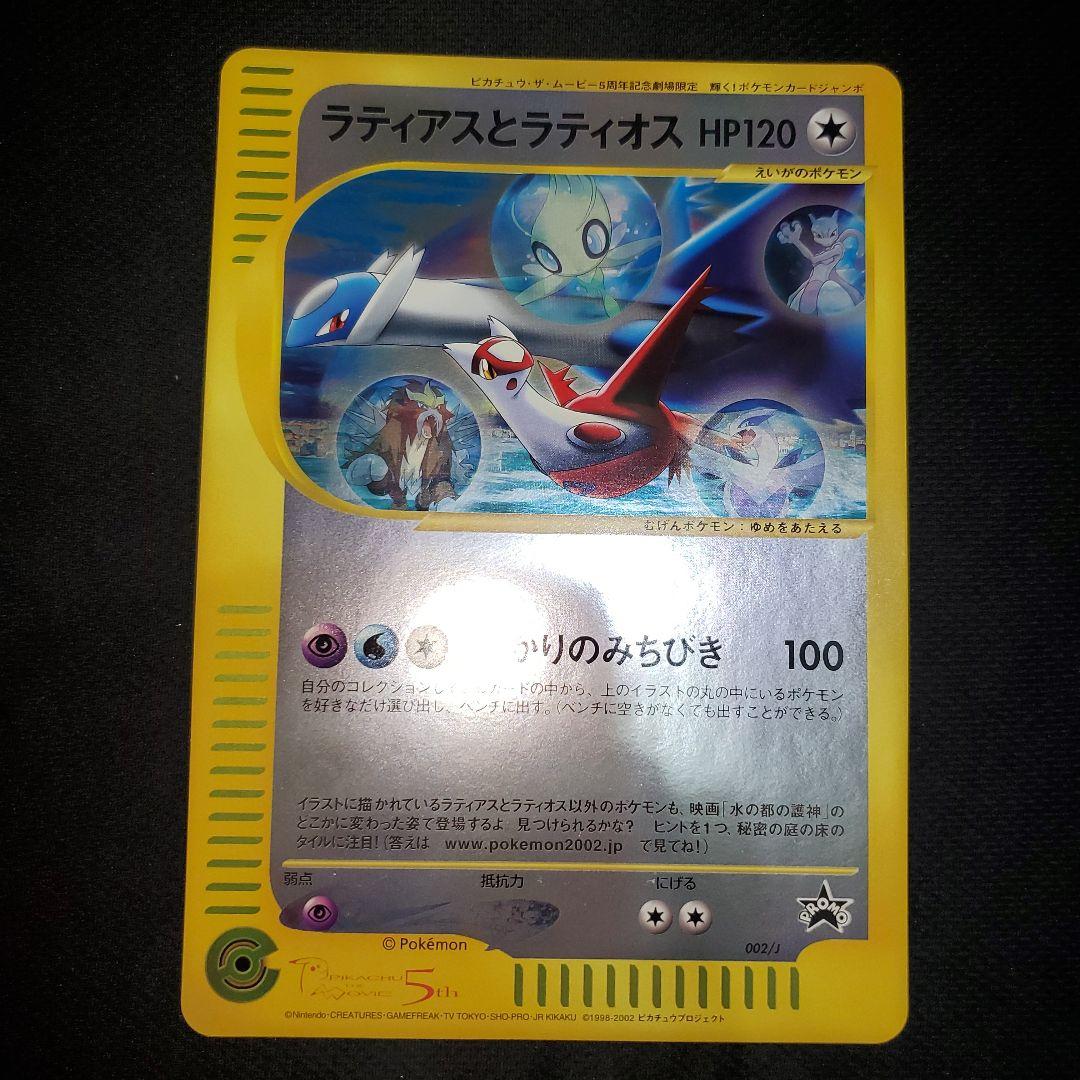 ピカチュウ・ザ・ムービー5周年記念劇場限定 輝く!ポケモンカードジャンボ
ラティアスとラティオス HP120
えいがのポケモン
むげんポケモン:ゆめをあたえる
かりのみちびき 100
自分のコレクションしカードの中から、上のイラストの丸の中にいるポケモン
を好きなだけ選び出し、ベンチに出す。(ベンチに空きがなくても出すことができる。)
イラストに描かれているラティアスとラティオス以外のポケモンも、映画「水の都の護神」の
どこかに変わった姿で登場するよ 見つけられるかな? ヒントを1つ、秘密の庭の床の
タイルに注目!(答えは www.pokemon2002.jp で見てね!)
弱点 抵抗力 にげる
PROMO
© Pokémon
002/J
PIKACHU
THE
MOVIE 5th
©Nintendo・CREATURES・GAMEFREAK・TV TOKYO・SHO-PRO・JR KIKAKU ©1998-2002 ピカチュウプロジェクト